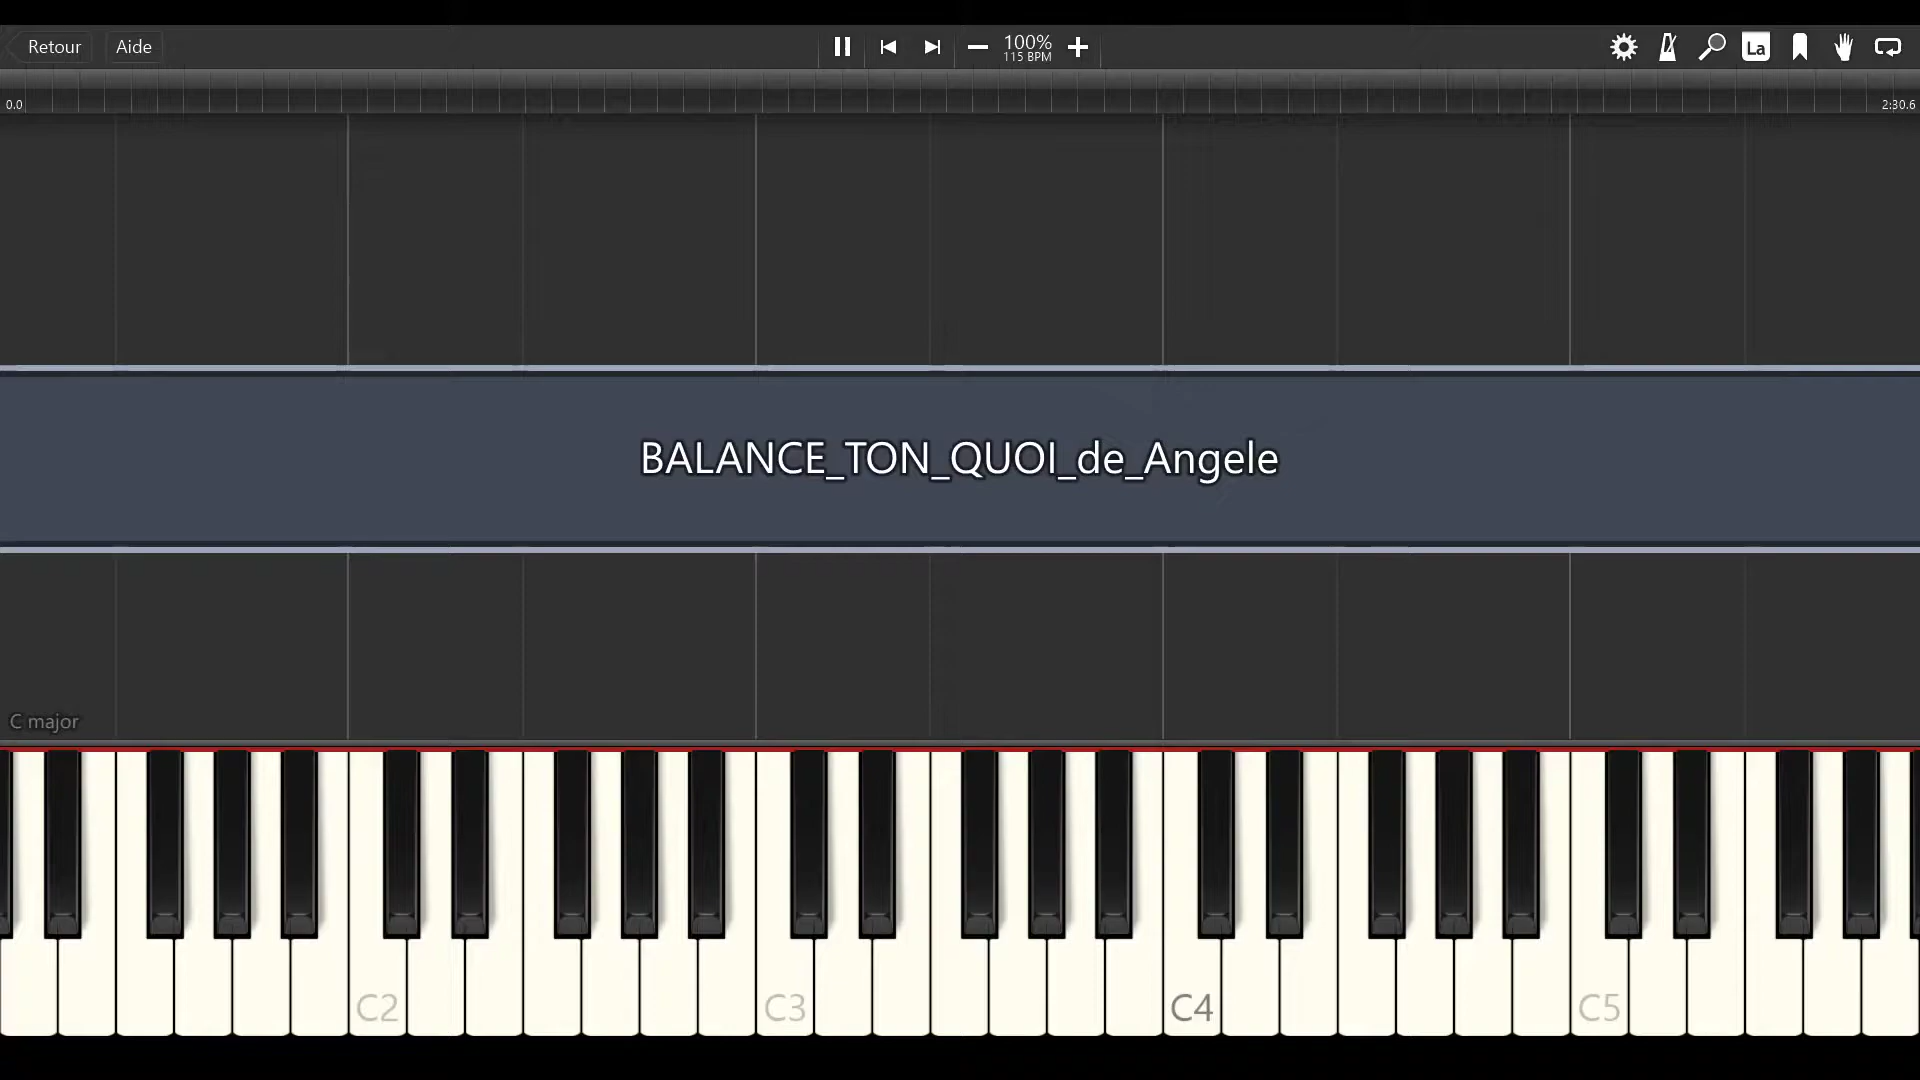 Retour
Aide
100%
115 BPM
La
0.0
2:30.6
BALANCE_TON_QUOI_de_Angele
C major
C2
C3
C4
C5